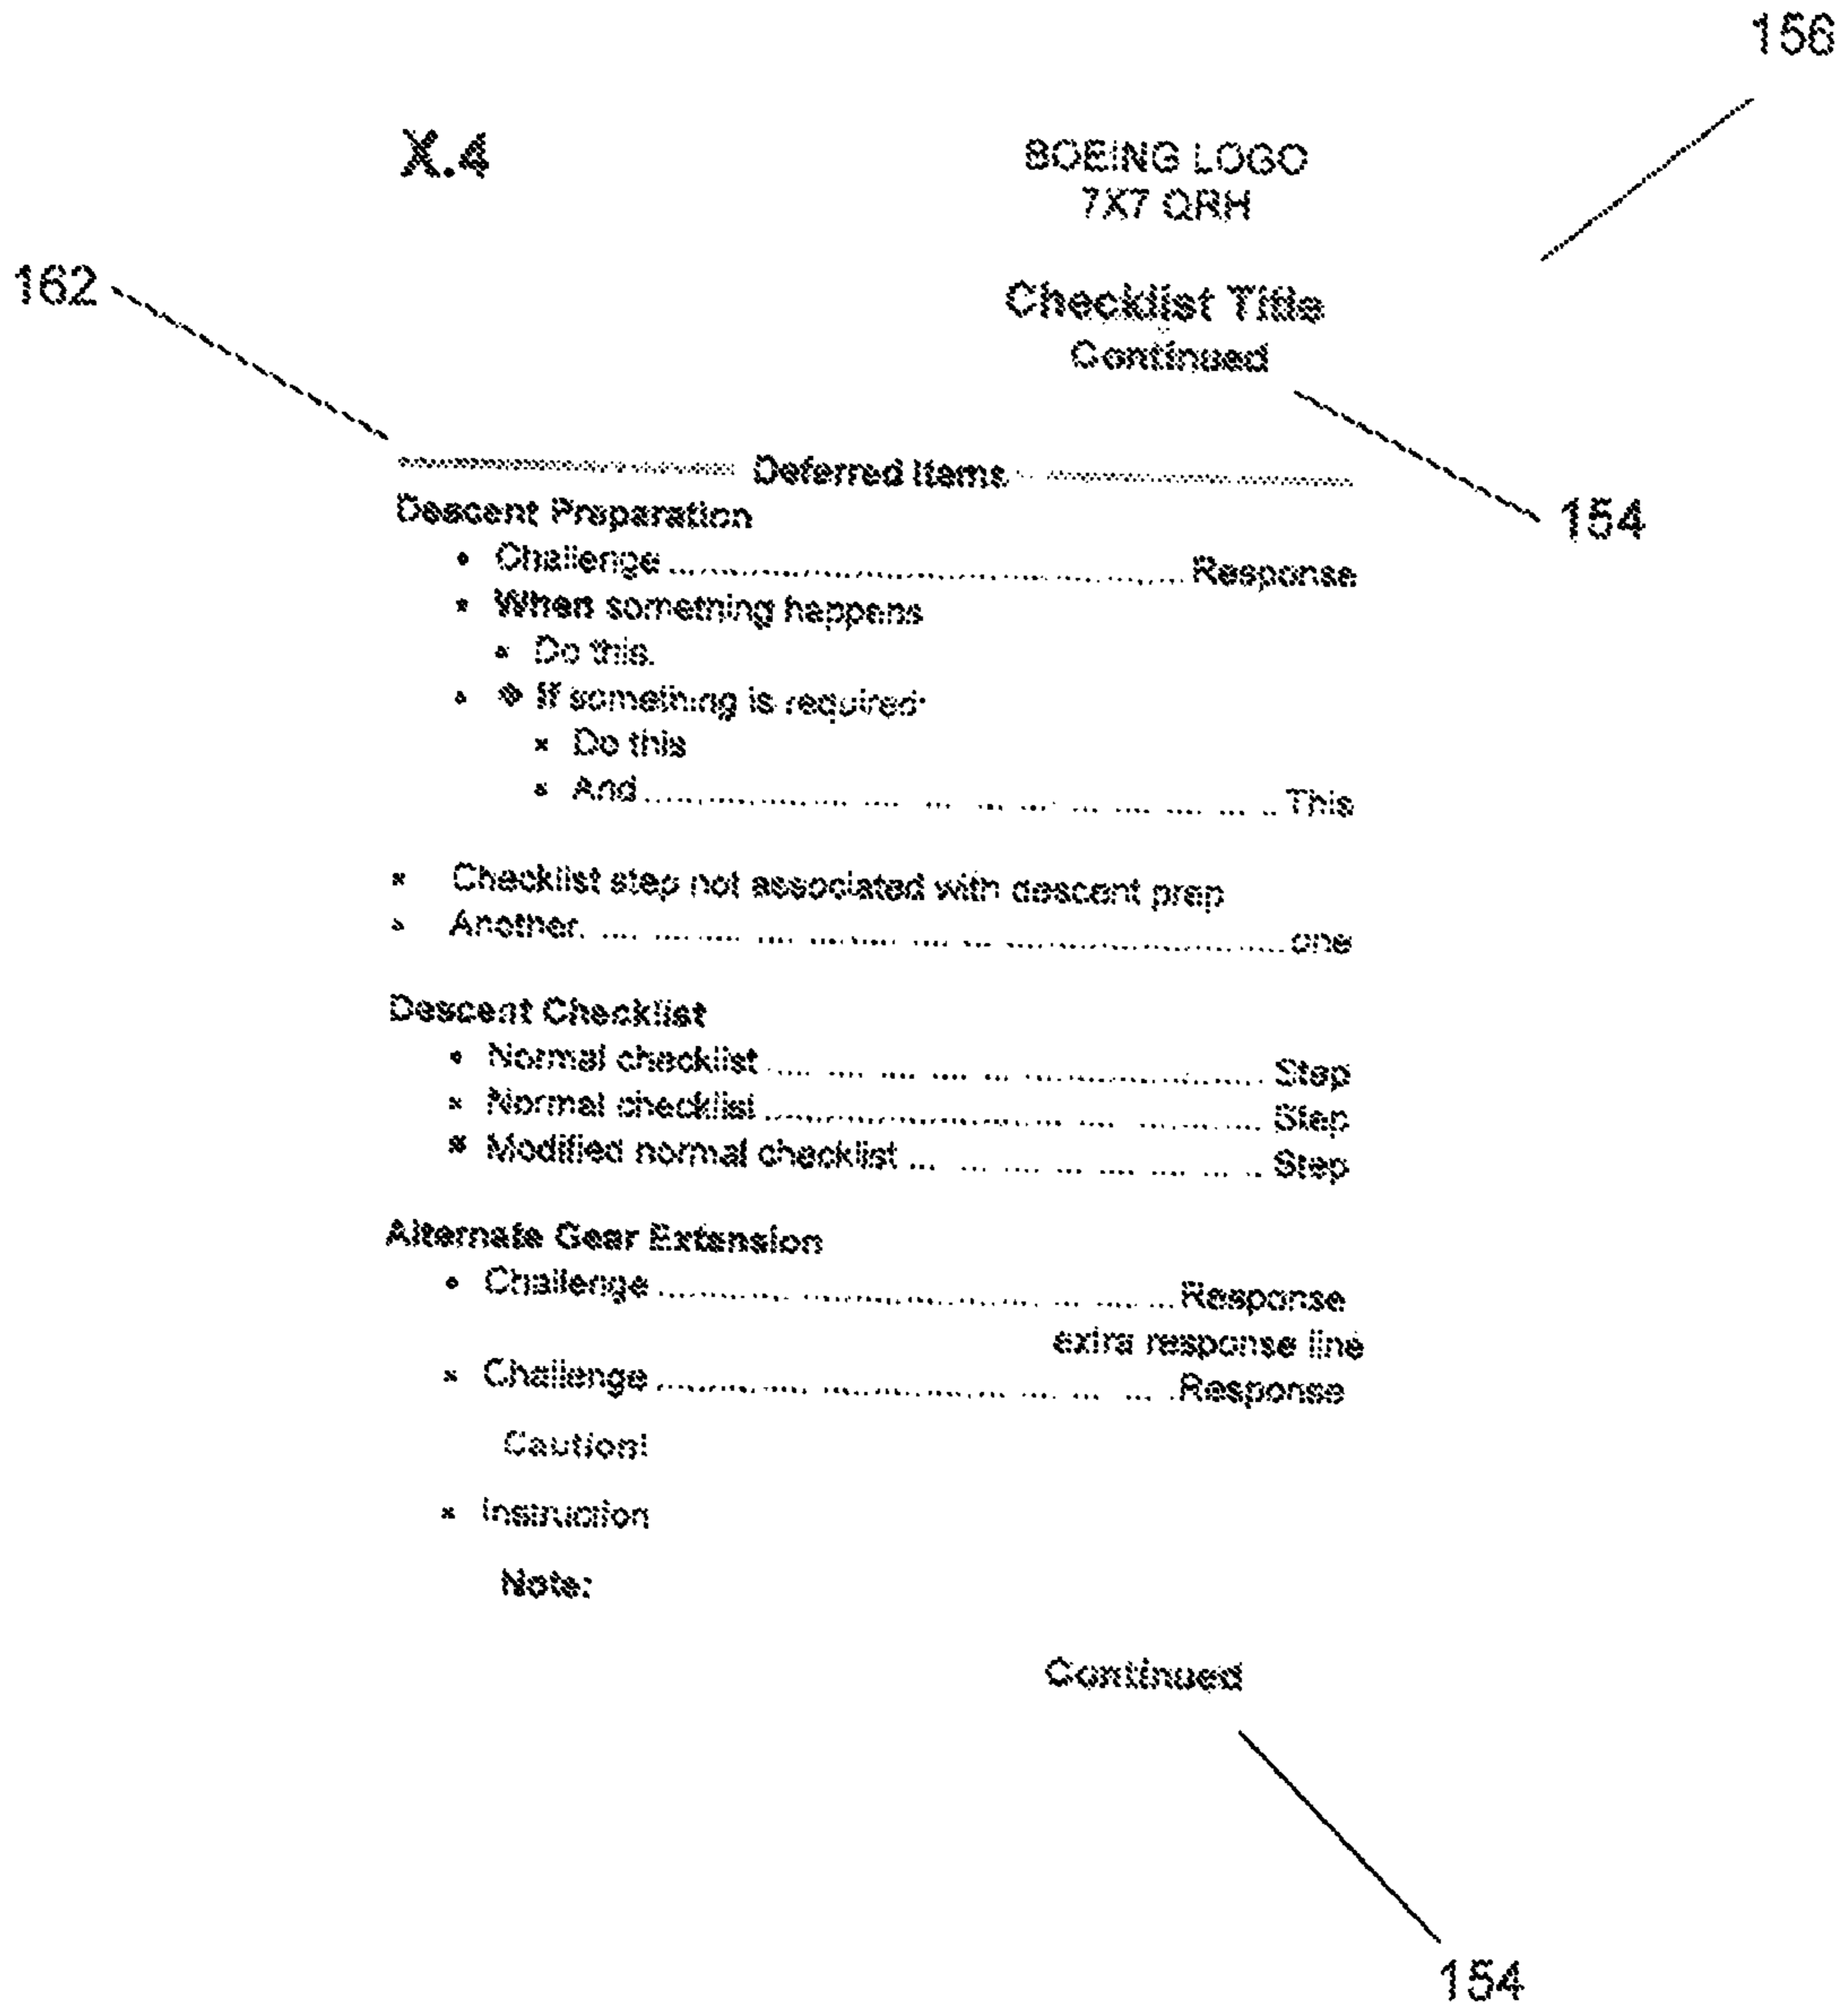 156
X.4
BOEING LOGO
7X7 QRH
162
Checklist Title
Continued
Deferred Items
154
Descent Preparation
• Challenge ........................ Response
• When something happens
• Do this.
• ◆ If something is required:
• Do this
• And ........................ This
• Checklist step not associated with descent prep
• Another ........................ one
Descent Checklist
• Normal checklist ........................ Step
• Normal checklist ........................ Step
* Modified normal checklist ........................ Step
Alternate Gear Extension
• Challenge ........................ Response
extra response line
• Challenge ........................ Response
Caution!
• Instruction
Note:
Continued
154